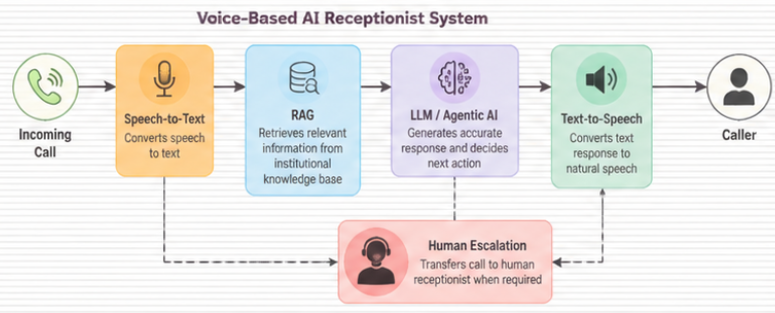 Voice-Based AI Receptionist System
Incoming
Call
Speech-to-Text
Converts speech
to text
RAG
Retrieves relevant
information from
institutional
knowledge base
LLM / Agentic AI
Generates accurate
response and decides
next action
Text-to-Speech
Converts text
response to
natural speech
Caller
Human Escalation
Transfers call to human
receptionist when required